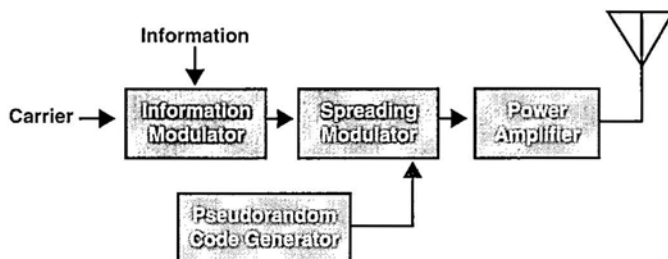 Information
Carrier
Information
Modulator
Spreading
Modulator
Power
Amplifier
Pseudorandom
Code Generator